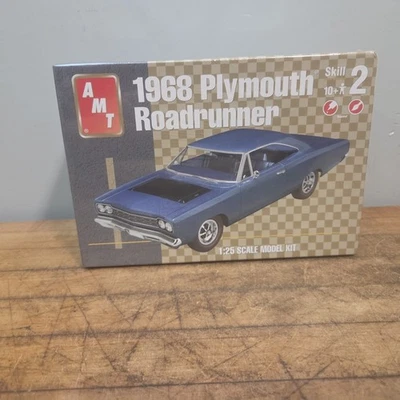 AMT
1968 Plymouth
Roadrunner
Skill 2
10+
1:25 SCALE MODEL KIT